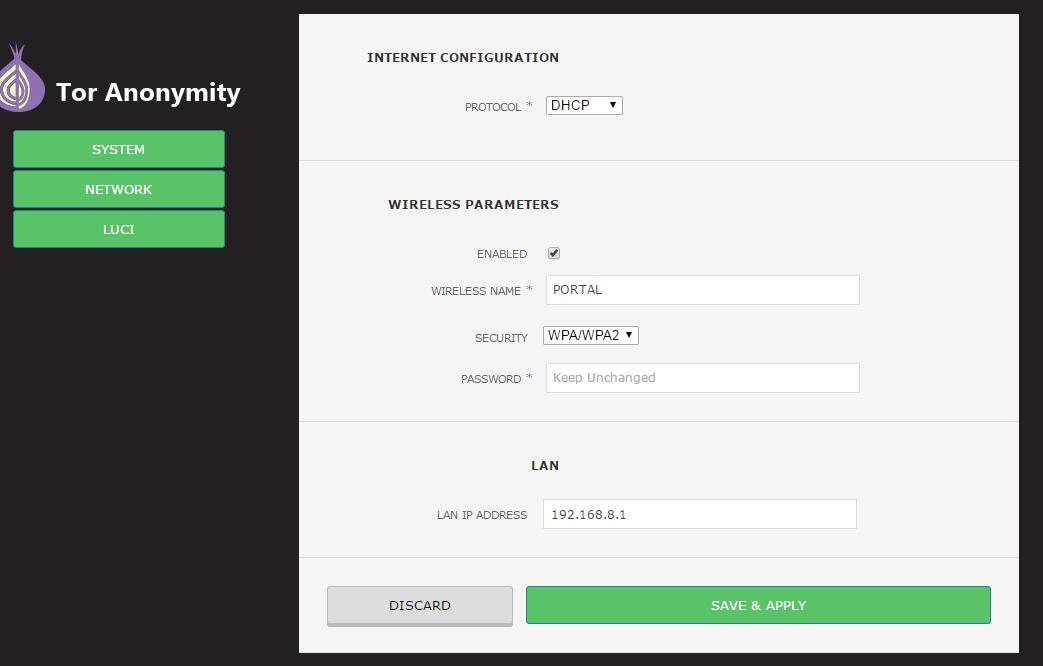 Tor Anonymity
SYSTEM
NETWORK
LUCI
INTERNET CONFIGURATION
PROTOCOL * DHCP
WIRELESS PARAMETERS
ENABLED
WIRELESS NAME * PORTAL
SECURITY WPA/WPA2
PASSWORD * Keep Unchanged
LAN
LAN IP ADDRESS 192.168.8.1
DISCARD SAVE & APPLY